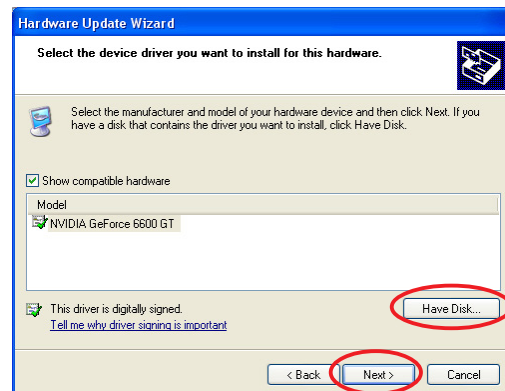 Hardware Update Wizard
Select the device driver you want to install for this hardware.
Select the manufacturer and model of your hardware device and then click Next. If you
have a disk that contains the driver you want to install, click Have Disk.
Show compatible hardware
Model
NVIDIA GeForce 6600 GT
This driver is digitally signed.
Tell me why driver signing is important
Have Disk...
< Back
Next >
Cancel